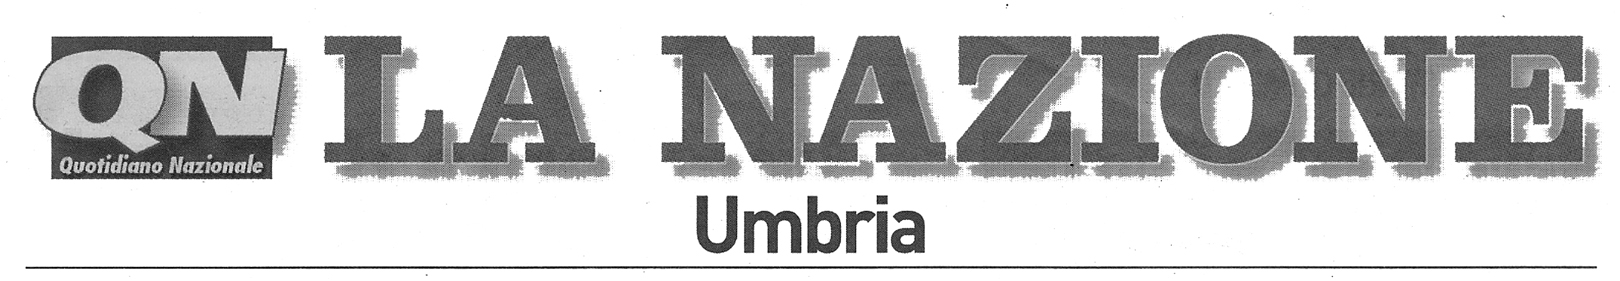 QN LA NAZIONE
Quotidiano Nazionale
Umbria